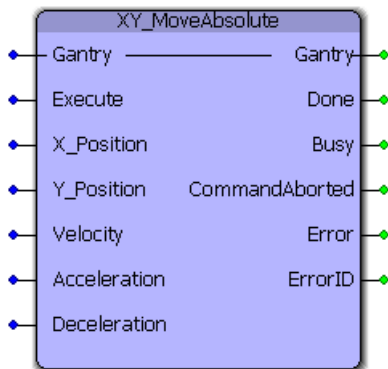 XY_MoveAbsolute
Gantry Gantry
Execute Done
X_Position Busy
Y_Position CommandAborted
Velocity Error
Acceleration ErrorID
Deceleration